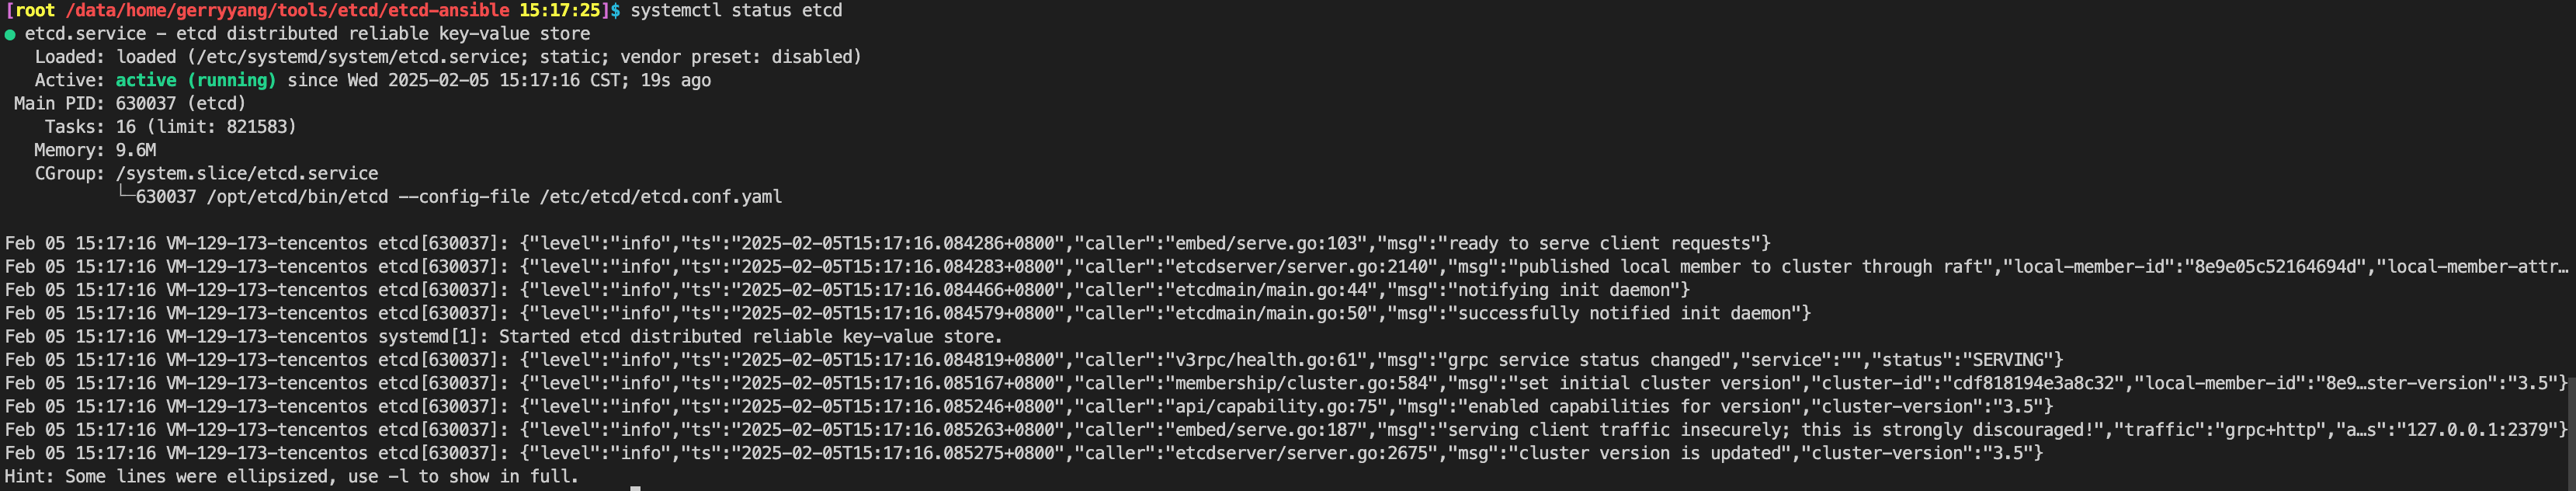 [root /data/home/gerryyang/tools/etcd/etcd-ansible 15:17:25]$ systemctl status etcd
● etcd.service — etcd distributed reliable key-value store
   Loaded: loaded (/etc/systemd/system/etcd.service; static; vendor preset: disabled)
   Active: active (running) since Wed 2025-02-05 15:17:16 CST; 19s ago
 Main PID: 630037 (etcd)
    Tasks: 16 (limit: 821583)
   Memory: 9.6M
   CGroup: /system.slice/etcd.service
           └─630037 /opt/etcd/bin/etcd --config-file /etc/etcd/etcd.conf.yaml

Feb 05 15:17:16 VM-129-173-tencentos etcd[630037]: {"level":"info","ts":"2025-02-05T15:17:16.084286+0800","caller":"embed/serve.go:103","msg":"ready to serve client requests"}
Feb 05 15:17:16 VM-129-173-tencentos etcd[630037]: {"level":"info","ts":"2025-02-05T15:17:16.084283+0800","caller":"etcdserver/server.go:2140","msg":"published local member to cluster through raft","local-member-id":"8e9e05c52164694d","local-member-attr…
Feb 05 15:17:16 VM-129-173-tencentos etcd[630037]: {"level":"info","ts":"2025-02-05T15:17:16.084466+0800","caller":"etcdmain/main.go:44","msg":"notifying init daemon"}
Feb 05 15:17:16 VM-129-173-tencentos etcd[630037]: {"level":"info","ts":"2025-02-05T15:17:16.084579+0800","caller":"etcdmain/main.go:50","msg":"successfully notified init daemon"}
Feb 05 15:17:16 VM-129-173-tencentos systemd[1]: Started etcd distributed reliable key-value store.
Feb 05 15:17:16 VM-129-173-tencentos etcd[630037]: {"level":"info","ts":"2025-02-05T15:17:16.084819+0800","caller":"v3rpc/health.go:61","msg":"grpc service status changed","service":"","status":"SERVING"}
Feb 05 15:17:16 VM-129-173-tencentos etcd[630037]: {"level":"info","ts":"2025-02-05T15:17:16.085167+0800","caller":"membership/cluster.go:584","msg":"set initial cluster version","cluster-id":"cdf818194e3a8c32","local-member-id":"8e9…ster-version":"3.5"}
Feb 05 15:17:16 VM-129-173-tencentos etcd[630037]: {"level":"info","ts":"2025-02-05T15:17:16.085246+0800","caller":"api/capability.go:75","msg":"enabled capabilities for version","cluster-version":"3.5"}
Feb 05 15:17:16 VM-129-173-tencentos etcd[630037]: {"level":"info","ts":"2025-02-05T15:17:16.085263+0800","caller":"embed/serve.go:187","msg":"serving client traffic insecurely; this is strongly discouraged!","traffic":"grpc+http","a…s":"127.0.0.1:2379"}
Feb 05 15:17:16 VM-129-173-tencentos etcd[630037]: {"level":"info","ts":"2025-02-05T15:17:16.085275+0800","caller":"etcdserver/server.go:2675","msg":"cluster version is updated","cluster-version":"3.5"}
Hint: Some lines were ellipsized, use -l to show in full.